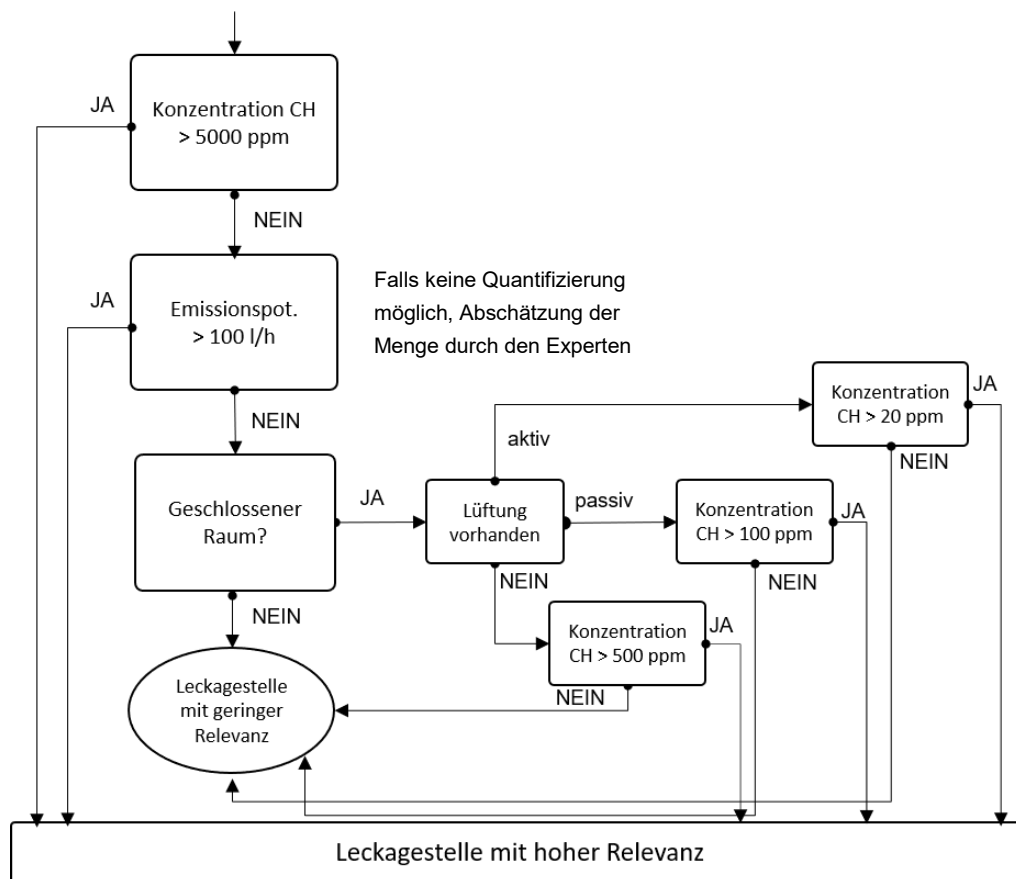 JA
Konzentration CH
> 5000 ppm
NEIN
JA
Emissionspot.
> 100 l/h
Falls keine Quantifizierung
möglich, Abschätzung der
Menge durch den Experten
NEIN
Konzentration
CH > 20 ppm
JA
NEIN
aktiv
Geschlossener
Raum?
JA
Lüftung
vorhanden
passiv
Konzentration
CH > 100 ppm
JA
NEIN
NEIN
NEIN
Konzentration
CH > 500 ppm
JA
NEIN
Leckagestelle
mit geringer
Relevanz
Leckagestelle mit hoher Relevanz